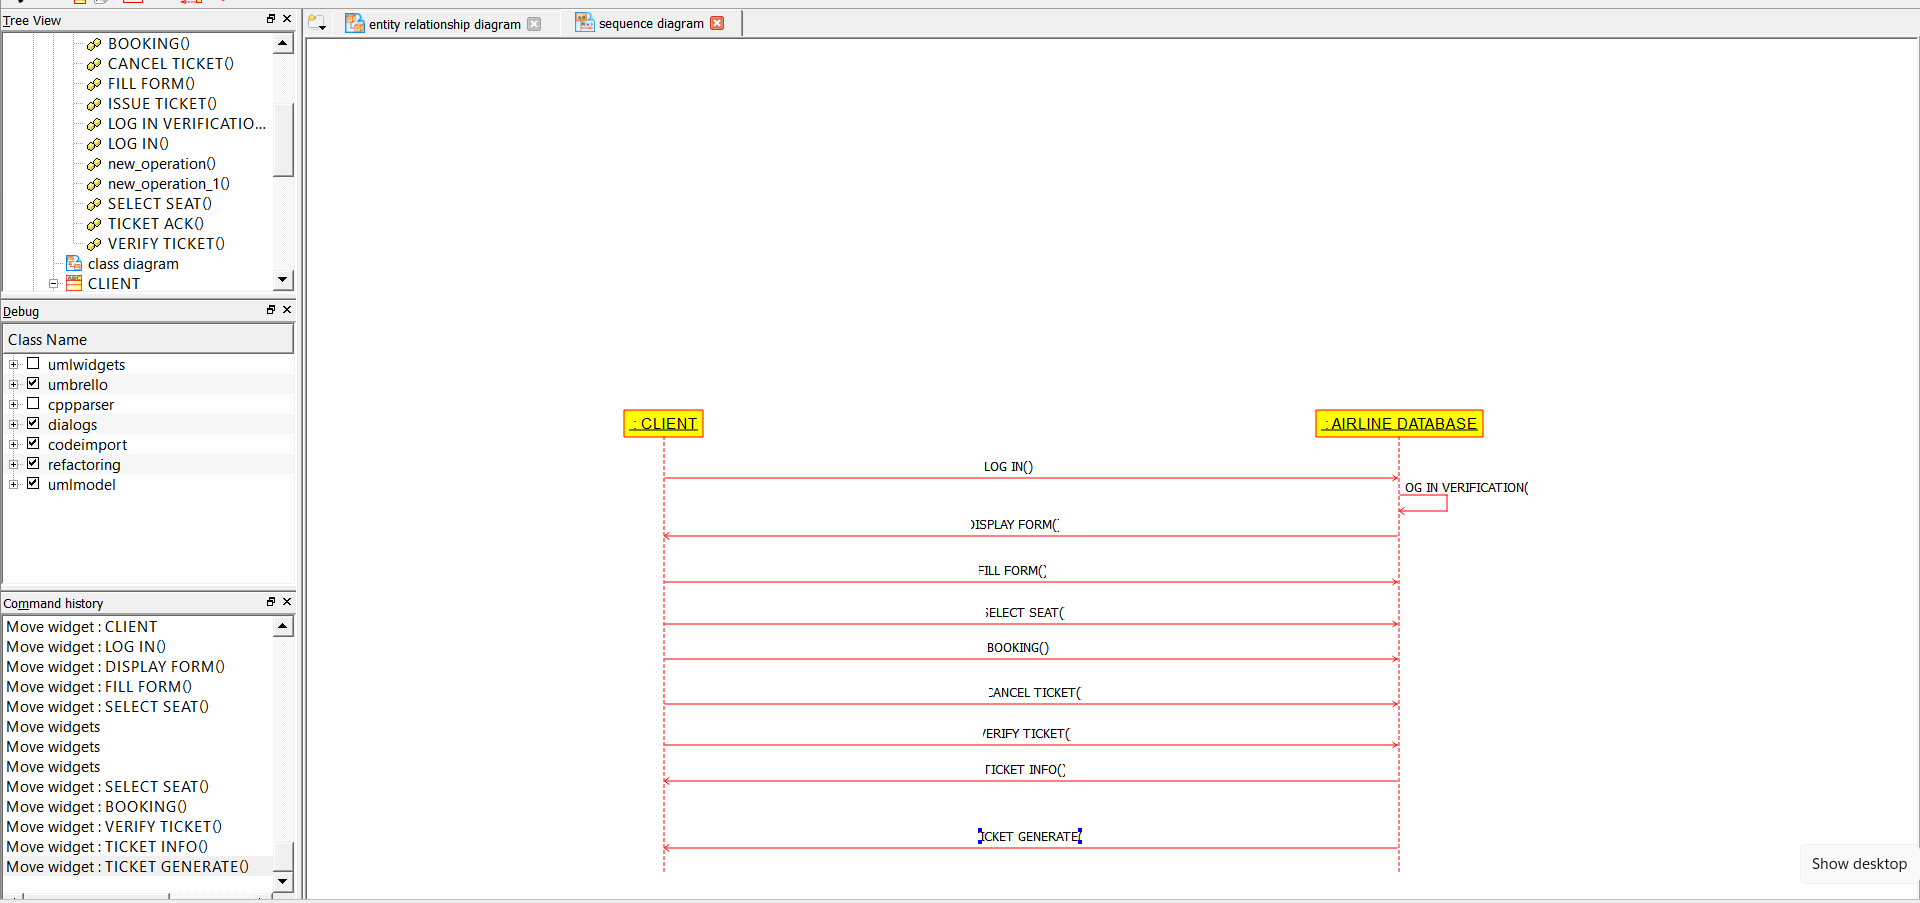 Tree View
BOOKING()
CANCEL TICKET()
FILL FORM()
ISSUE TICKET()
LOG IN VERIFICATIO...
LOG IN()
new_operation()
new_operation_1()
SELECT SEAT()
TICKET ACK()
VERIFY TICKET()
class diagram
CLIENT
Debug
Class Name
umlwidgets
umbrello
cppparser
dialogs
codeimport
refactoring
umlmodel
Command history
Move widget : CLIENT
Move widget : LOG IN()
Move widget : DISPLAY FORM()
Move widget : FILL FORM()
Move widget : SELECT SEAT()
Move widgets
Move widgets
Move widgets
Move widget : SELECT SEAT()
Move widget : BOOKING()
Move widget : VERIFY TICKET()
Move widget : TICKET INFO()
Move widget : TICKET GENERATE()
entity relationship diagram
sequence diagram
: CLIENT
: AIRLINE DATABASE
LOG IN()
OG IN VERIFICATION(
DISPLAY FORM()
FILL FORM()
SELECT SEAT(
BOOKING()
CANCEL TICKET(
VERIFY TICKET(
TICKET INFO()
TICKET GENERATE(
Show desktop